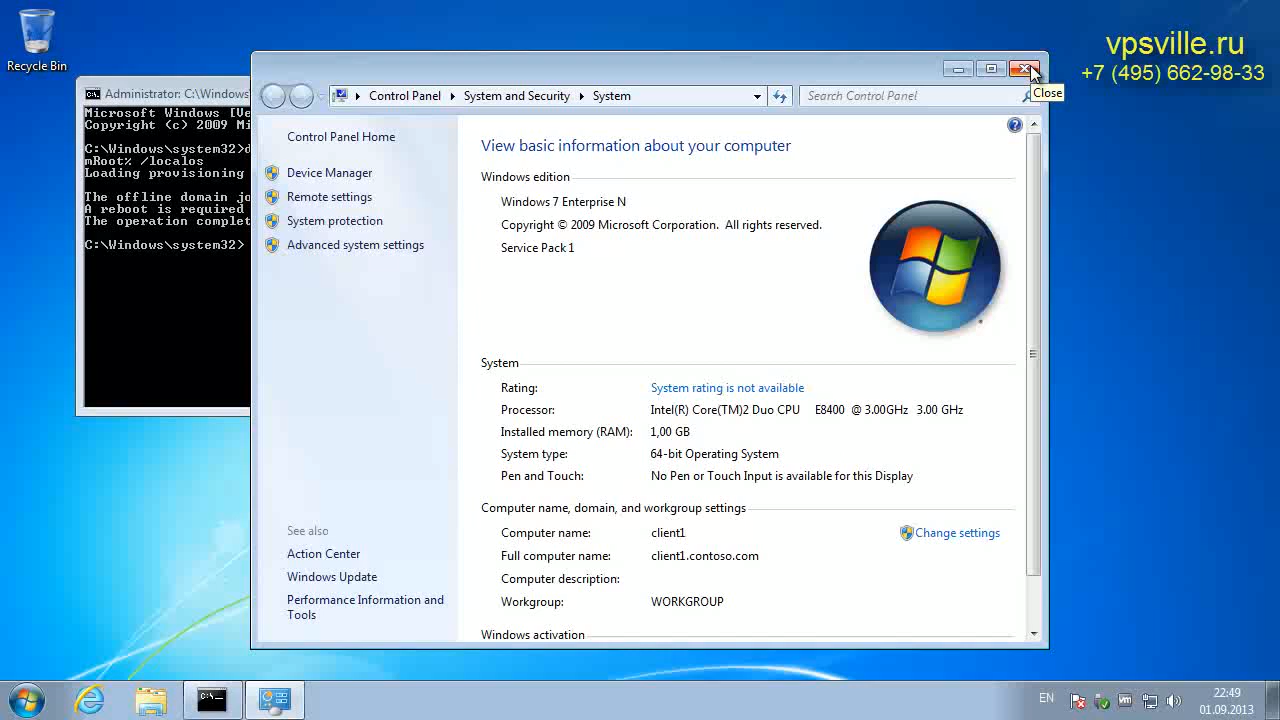 Recycle Bin
vpsville.ru
+7 (495) 662-98-33
Administrator: C:\Windows
Microsoft Windows [Ve
Copyright (c) 2009 Mi
C:\Windows\system32>d
mRoot% /localos
Loading provisioning
The offline domain jo
A reboot is required
The operation complet
C:\Windows\system32>
Control Panel
System and Security
System
Search Control Panel
Close
Control Panel Home
Device Manager
Remote settings
System protection
Advanced system settings
See also
Action Center
Windows Update
Performance Information and
Tools
View basic information about your computer
Windows edition
Windows 7 Enterprise N
Copyright © 2009 Microsoft Corporation. All rights reserved.
Service Pack 1
System
Rating: System rating is not available
Processor: Intel(R) Core(TM)2 Duo CPU E8400 @ 3.00GHz 3.00 GHz
Installed memory (RAM): 1,00 GB
System type: 64-bit Operating System
Pen and Touch: No Pen or Touch Input is available for this Display
Computer name, domain, and workgroup settings
Computer name: client1 Change settings
Full computer name: client1.contoso.com
Computer description:
Workgroup: WORKGROUP
Windows activation
EN
22:49
01.09.2013